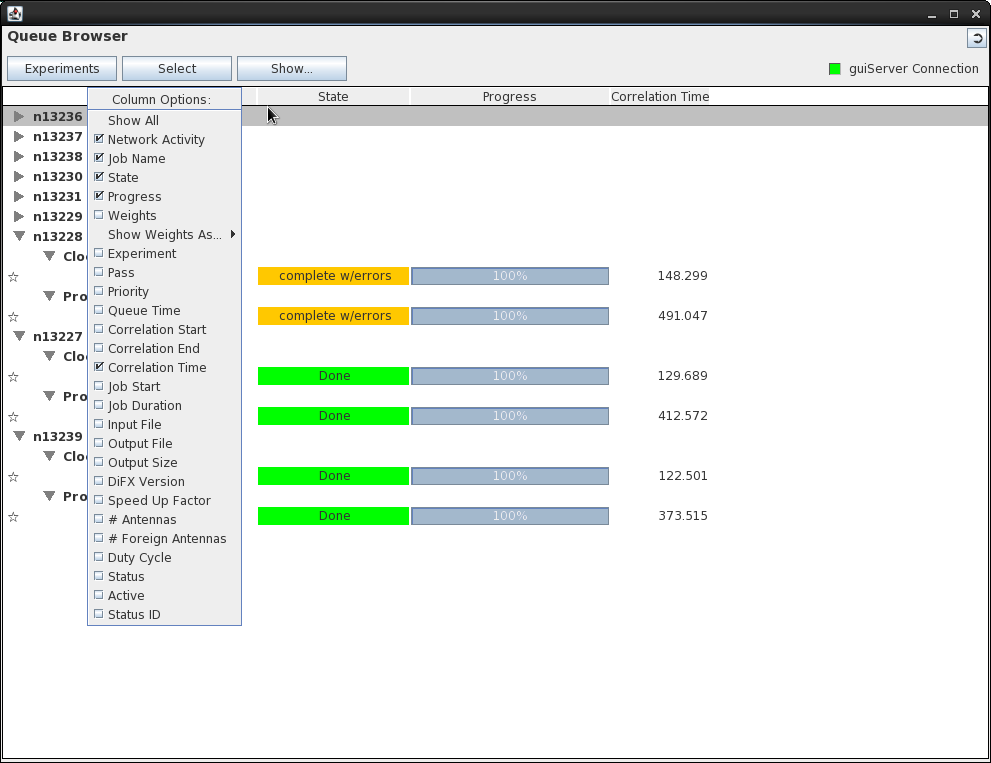 Queue Browser
Experiments Select Show... guiServer Connection
State Progress Correlation Time
Column Options:
Show All
Network Activity
Job Name
State
Progress
Weights
Show Weights As...
Experiment
Pass
Priority
Queue Time
Correlation Start
Correlation End
Correlation Time
Job Start
Job Duration
Input File
Output File
Output Size
DiFX Version
Speed Up Factor
# Antennas
# Foreign Antennas
Duty Cycle
Status
Active
Status ID
n13236
n13237
n13238
n13230
n13231
n13229
n13228
Clo
complete w/errors 100% 148.299
Pro
complete w/errors 100% 491.047
n13227
Clo
Done 100% 129.689
Pro
Done 100% 412.572
n13239
Clo
Done 100% 122.501
Pro
Done 100% 373.515